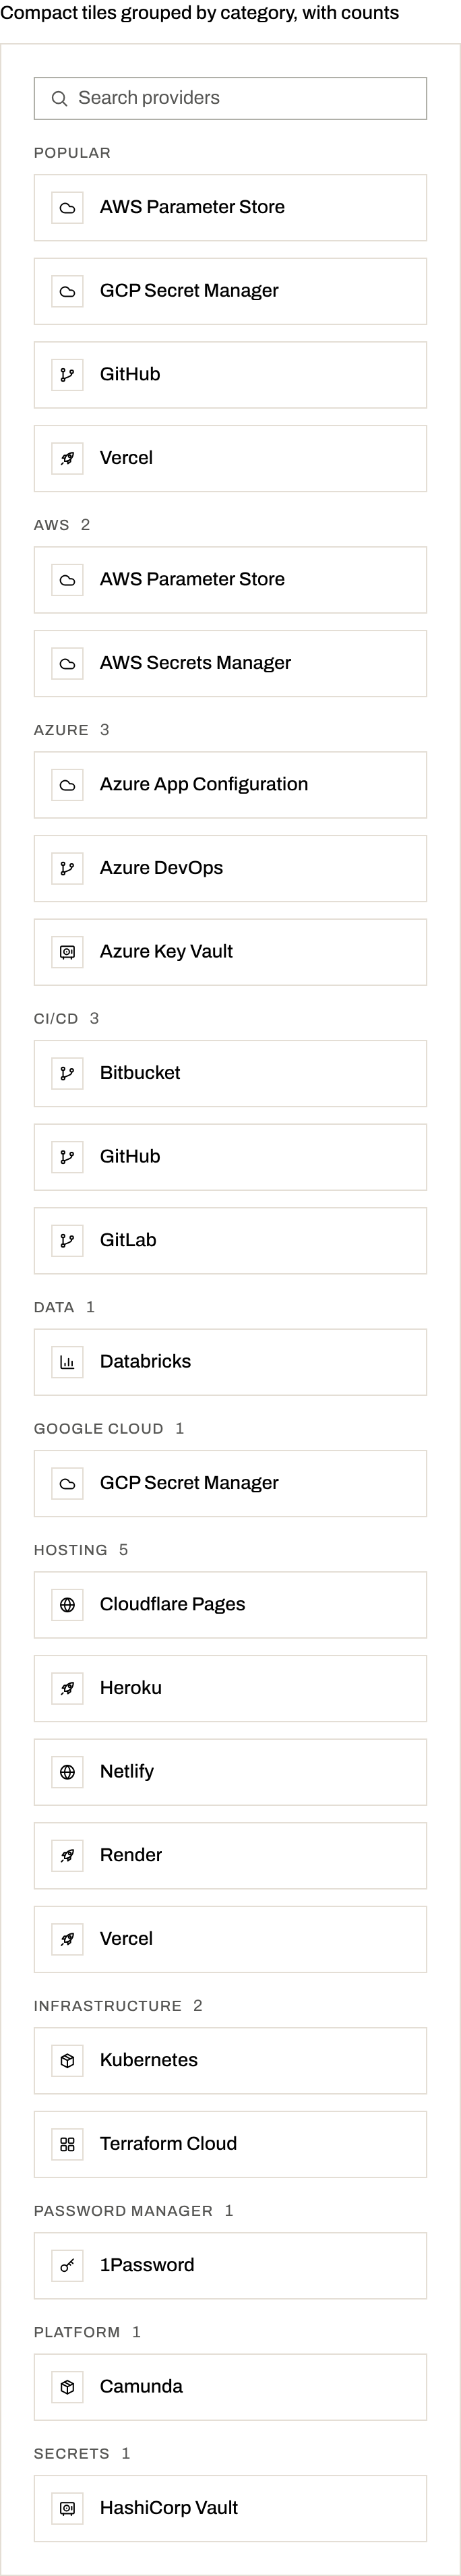 Compact tiles grouped by category, with counts
Search providers
POPULAR
AWS Parameter Store
GCP Secret Manager
GitHub
Vercel
AWS 2
AWS Parameter Store
AWS Secrets Manager
AZURE 3
Azure App Configuration
Azure DevOps
Azure Key Vault
CI/CD 3
Bitbucket
GitHub
GitLab
DATA 1
Databricks
GOOGLE CLOUD 1
GCP Secret Manager
HOSTING 5
Cloudflare Pages
Heroku
Netlify
Render
Vercel
INFRASTRUCTURE 2
Kubernetes
Terraform Cloud
PASSWORD MANAGER 1
1Password
PLATFORM 1
Camunda
SECRETS 1
HashiCorp Vault